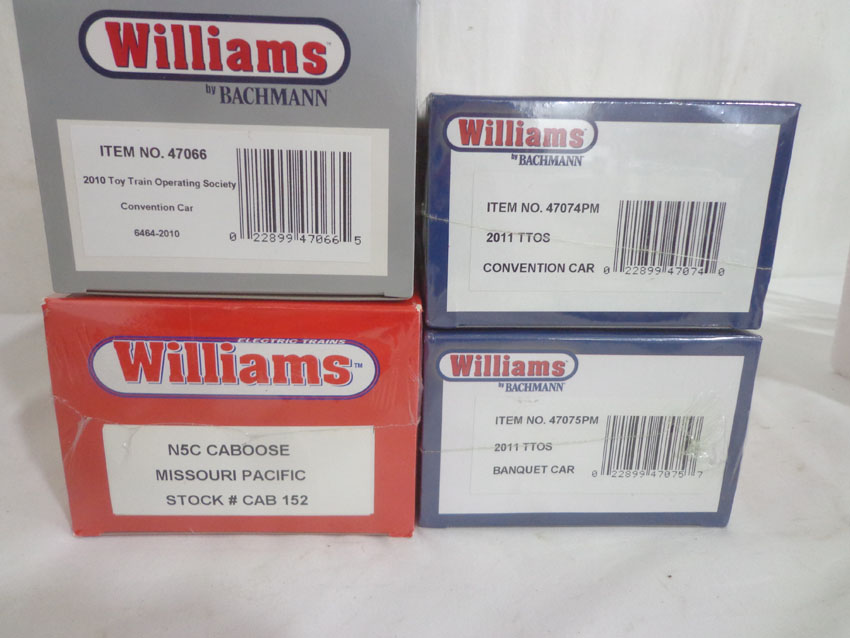 Williams
by BACHMANN
ITEM NO. 47066
2010 Toy Train Operating Society
Convention Car
6464-2010
0 22899 47066 5
Williams
by BACHMANN
ITEM NO. 47074PM
2011 TTOS
CONVENTION CAR
0 22899 47074 0
ELECTRIC TRAINS
Williams™
N5C CABOOSE
MISSOURI PACIFIC
STOCK # CAB 152
Williams
by BACHMANN
ITEM NO. 47075PM
2011 TTOS
BANQUET CAR
0 22899 47075 7